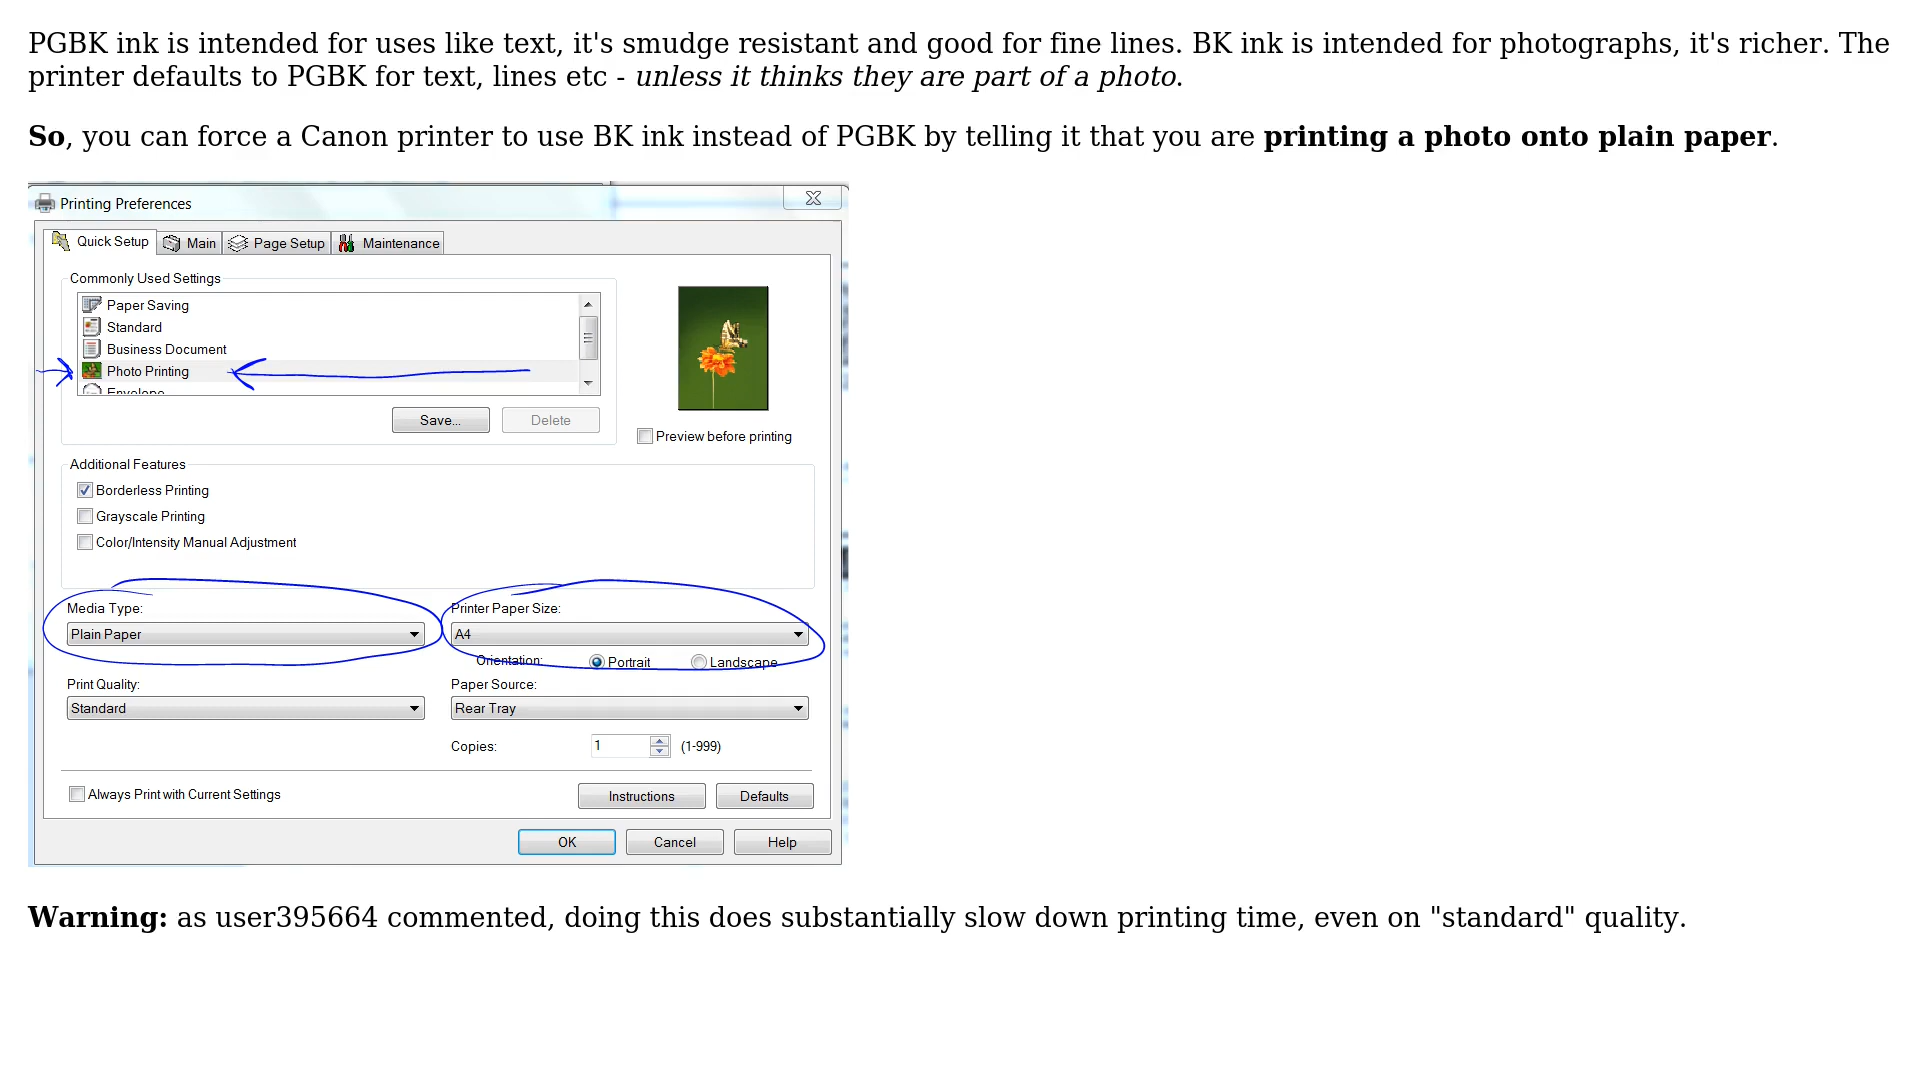 PGBK ink is intended for uses like text, it's smudge resistant and good for fine lines. BK ink is intended for photographs, it's richer. The
printer defaults to PGBK for text, lines etc - unless it thinks they are part of a photo.
So, you can force a Canon printer to use BK ink instead of PGBK by telling it that you are printing a photo onto plain paper.
Printing Preferences
Quick Setup Main Page Setup Maintenance
Commonly Used Settings
Paper Saving
Standard
Business Document
Photo Printing
Envelope
Save... Delete
Preview before printing
Additional Features
Borderless Printing
Grayscale Printing
Color/Intensity Manual Adjustment
Media Type: Printer Paper Size:
Plain Paper A4
Orientation: Portrait Landscape
Print Quality: Paper Source:
Standard Rear Tray
Copies: 1 (1-999)
Always Print with Current Settings Instructions Defaults
OK Cancel Help
Warning: as user395664 commented, doing this does substantially slow down printing time, even on "standard" quality.